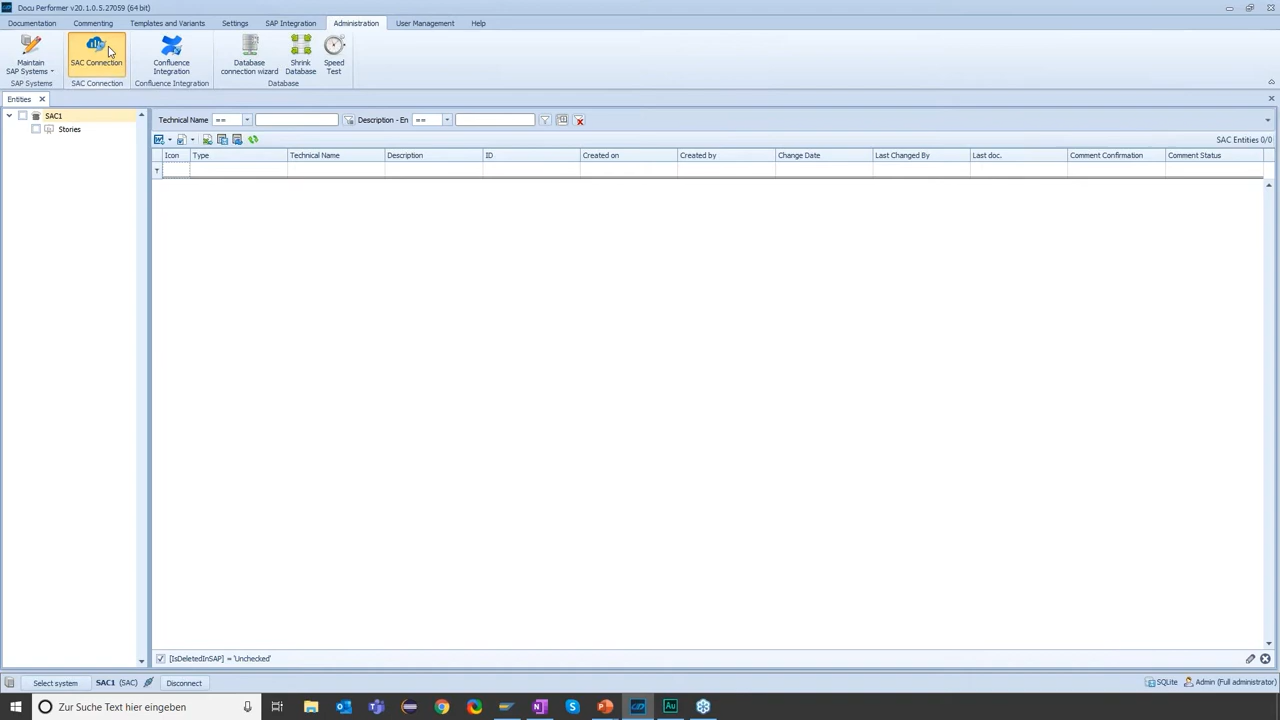 Docu Performer v20.1.0.5.27059 (64 bit)
Documentation Commenting Templates and Variants Settings SAP Integration Administration User Management Help
Maintain SAP Systems
SAC Connection
Confluence Integration
Database connection wizard
Shrink Database
Speed Test
SAP Systems SAC Connection Confluence Integration Database
Entities
SAC1
Stories
Technical Name == Description - En ==
SAC Entities 0/0
Icon Type Technical Name Description ID Created on Created by Change Date Last Changed By Last doc. Comment Confirmation Comment Status
[IsDeletedInSAP] = 'Unchecked'
Select system SAC1 (SAC) Disconnect SQLite Admin (Full administrator)
Zur Suche Text hier eingeben